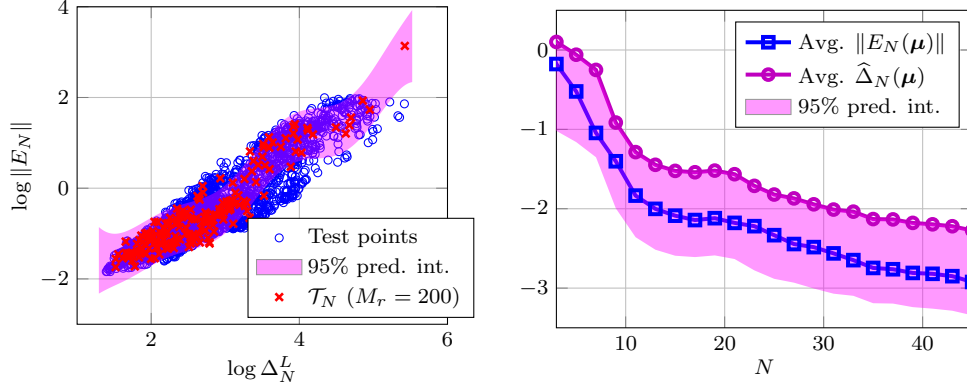 4
2
0
−2
2
4
6
log ∥E_N∥
log Δ_N^L
Test points
95% pred. int.
𝒯_N (M_r = 200)
0
−1
−2
−3
10
20
30
40
N
Avg. ∥E_N(μ)∥
Avg. Δ̂_N(μ)
95% pred. int.